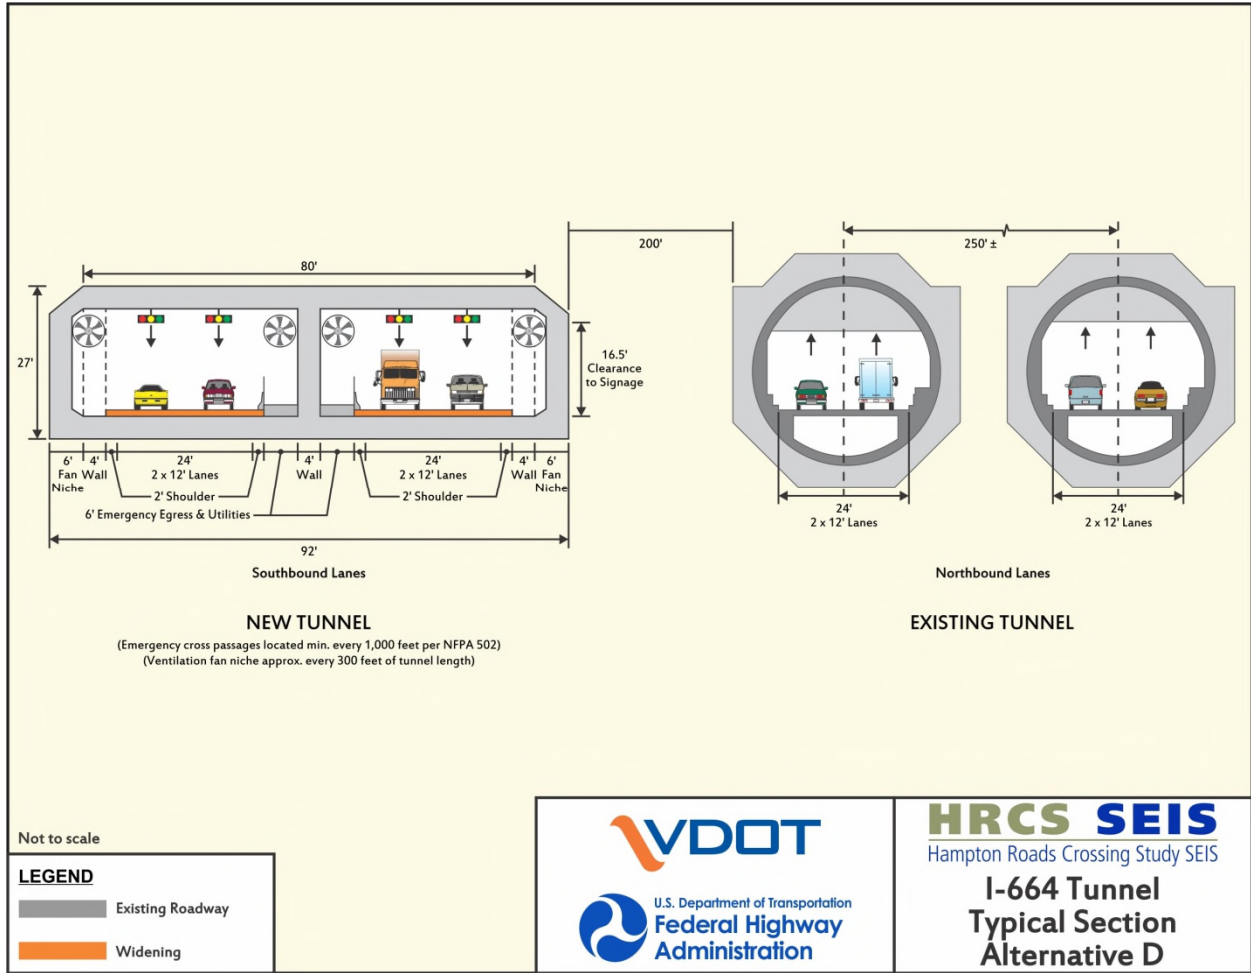 200'
250' ±
80'
27'
16.5'
Clearance
to Signage
6'
Fan
Niche
4'
Wall
24'
2 x 12' Lanes
2' Shoulder
4'
Wall
24'
2 x 12' Lanes
2' Shoulder
4'
Wall
6'
Fan
Niche
6' Emergency Egress & Utilities
92'
24'
2 x 12' Lanes
24'
2 x 12' Lanes
Southbound Lanes
Northbound Lanes
NEW TUNNEL
(Emergency cross passages located min. every 1,000 feet per NFPA 502)
(Ventilation fan niche approx. every 300 feet of tunnel length)
EXISTING TUNNEL
Not to scale
LEGEND
Existing Roadway
Widening
VDOT
U.S. Department of Transportation
Federal Highway
Administration
HRCS SEIS
Hampton Roads Crossing Study SEIS
I-664 Tunnel
Typical Section
Alternative D